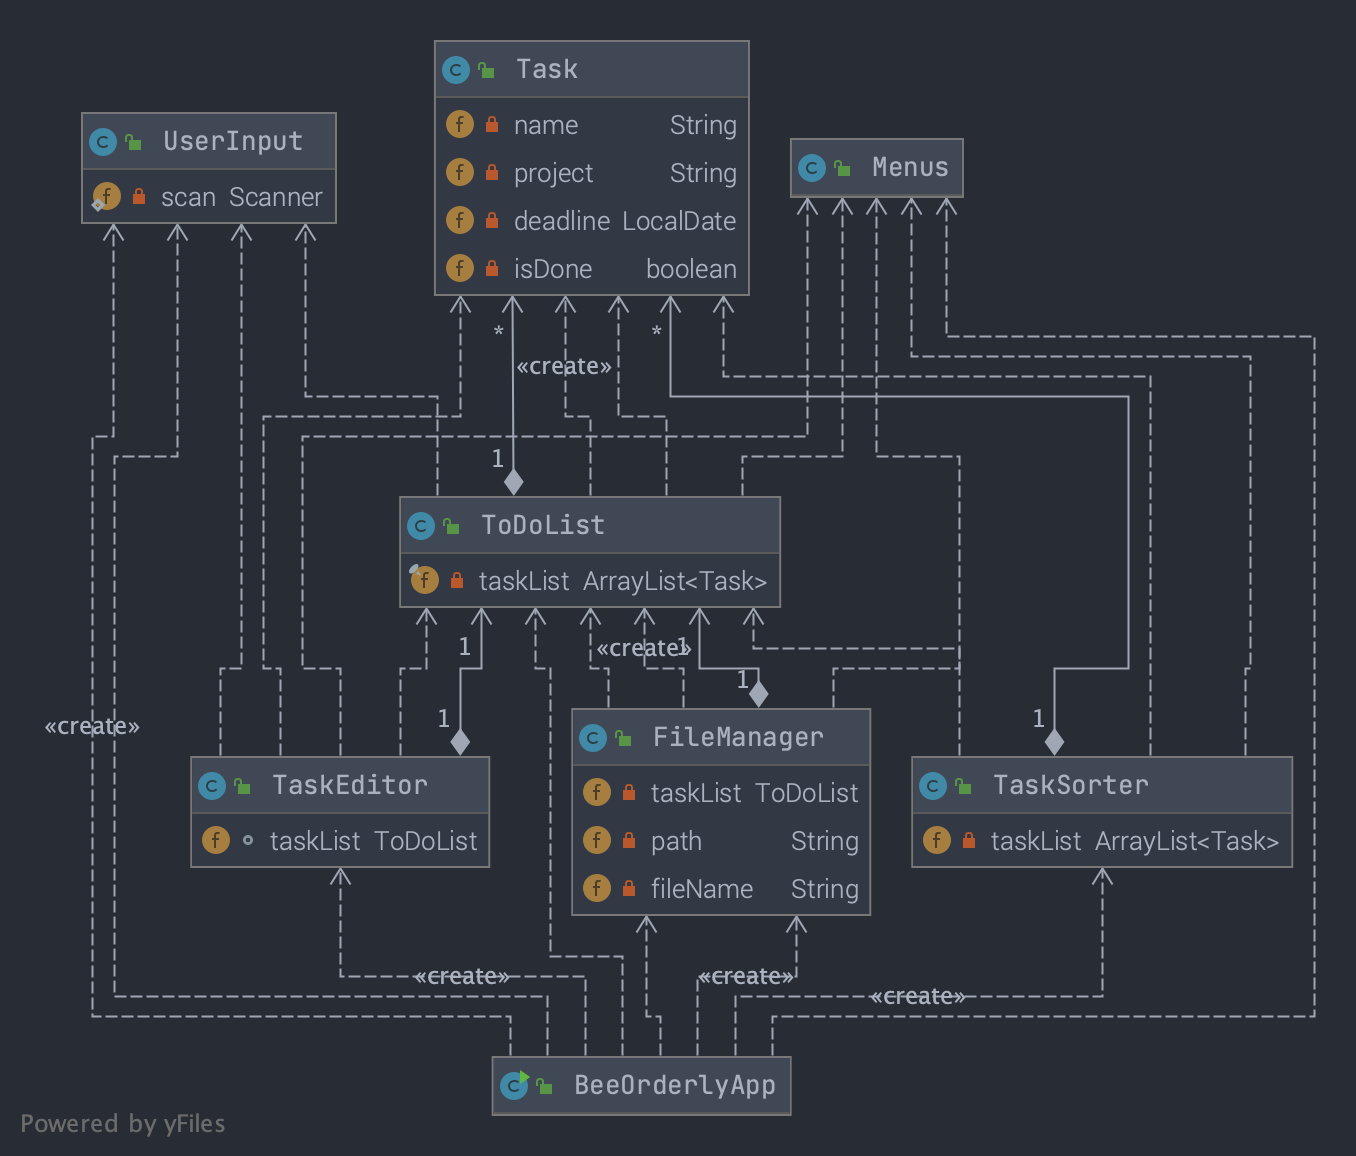 Task
name String
project String
deadline LocalDate
isDone boolean
UserInput
scan Scanner
Menus
*
*
«create»
1
ToDoList
taskList ArrayList<Task>
1
«create»
1
1
1
1
«create»
FileManager
taskList ToDoList
path String
fileName String
TaskEditor
taskList ToDoList
TaskSorter
taskList ArrayList<Task>
«create»
«create»
«create»
BeeOrderlyApp
Powered by yFiles